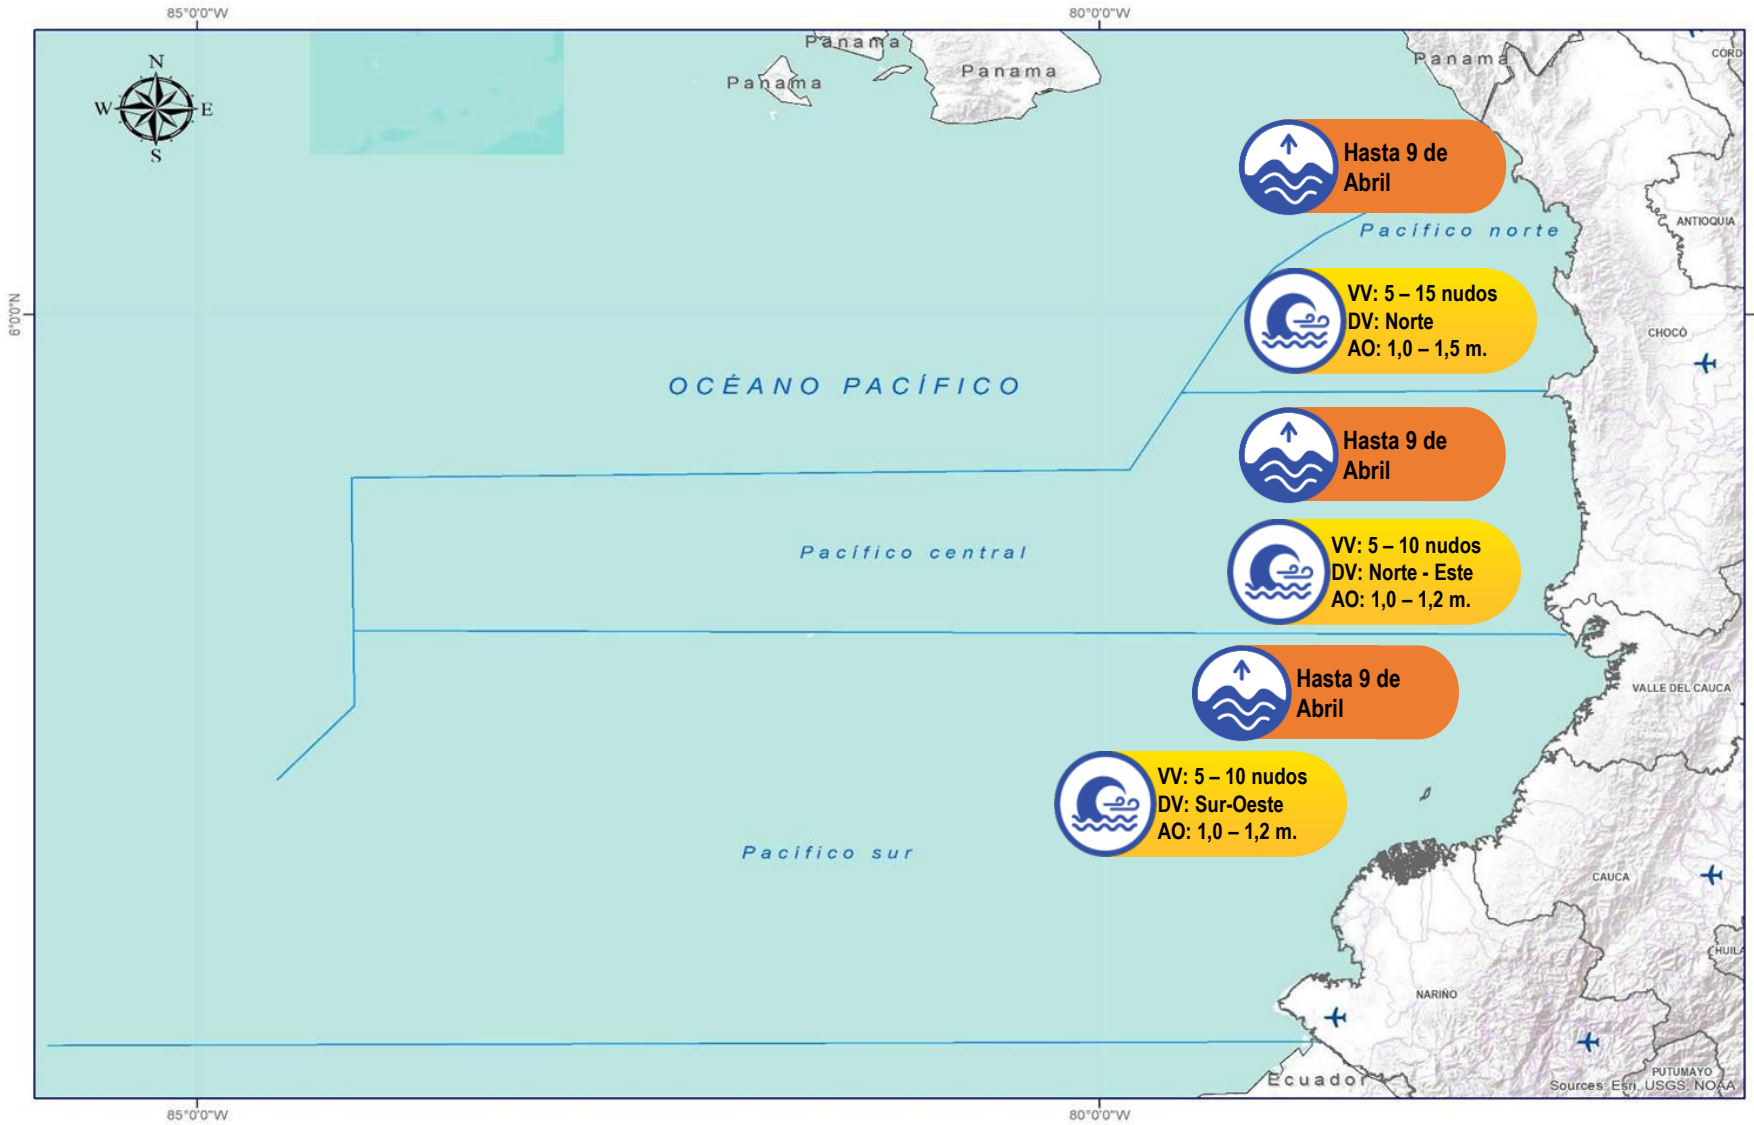 85°0'0"W
80°0'0"W
N
W
E
S
Panama
Panama
Panama
Panama
CORD
Hasta 9 de
Abril
ANTIOQUIA
Pacífico norte
6°0'0"N
VV: 5 – 15 nudos
DV: Norte
AO: 1,0 – 1,5 m.
CHOCÓ
OCÉANO PACÍFICO
Hasta 9 de
Abril
Pacífico central
VV: 5 – 10 nudos
DV: Norte - Este
AO: 1,0 – 1,2 m.
Hasta 9 de
Abril
VALLE DEL CAUCA
VV: 5 – 10 nudos
DV: Sur-Oeste
AO: 1,0 – 1,2 m.
Pacífico sur
CAUCA
HUILA
NARIÑO
Ecuador
PUTUMAYO
Sources: Esri, USGS, NOAA
85°0'0"W
80°0'0"W